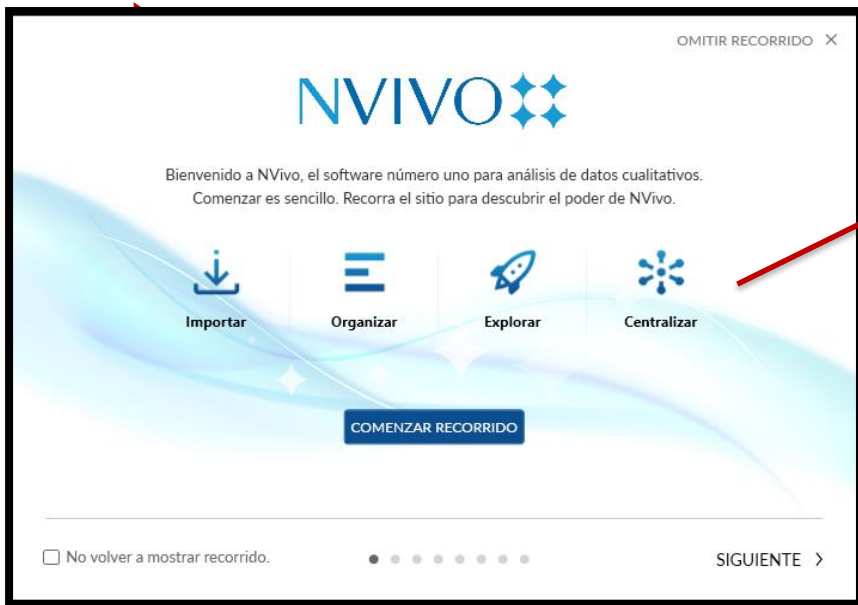 OMITIR RECORRIDO
NVIVO
Bienvenido a NVivo, el software número uno para análisis de datos cualitativos.
Comenzar es sencillo. Recorra el sitio para descubrir el poder de NVivo.
Importar Organizar Explorar Centralizar
COMENZAR RECORRIDO
No volver a mostrar recorrido. SIGUIENTE